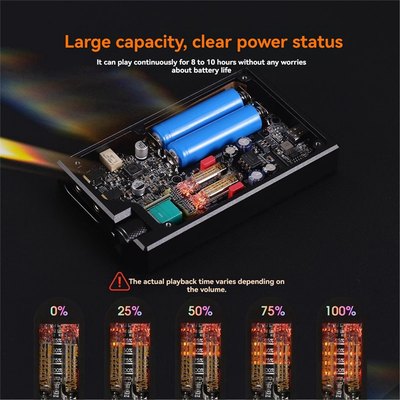 Large capacity, clear power status
It can play continuously for 8 to 10 hours without any worries
about battery life
The actual playback time varies depending on
the volume.
0%
25%
50%
75%
100%